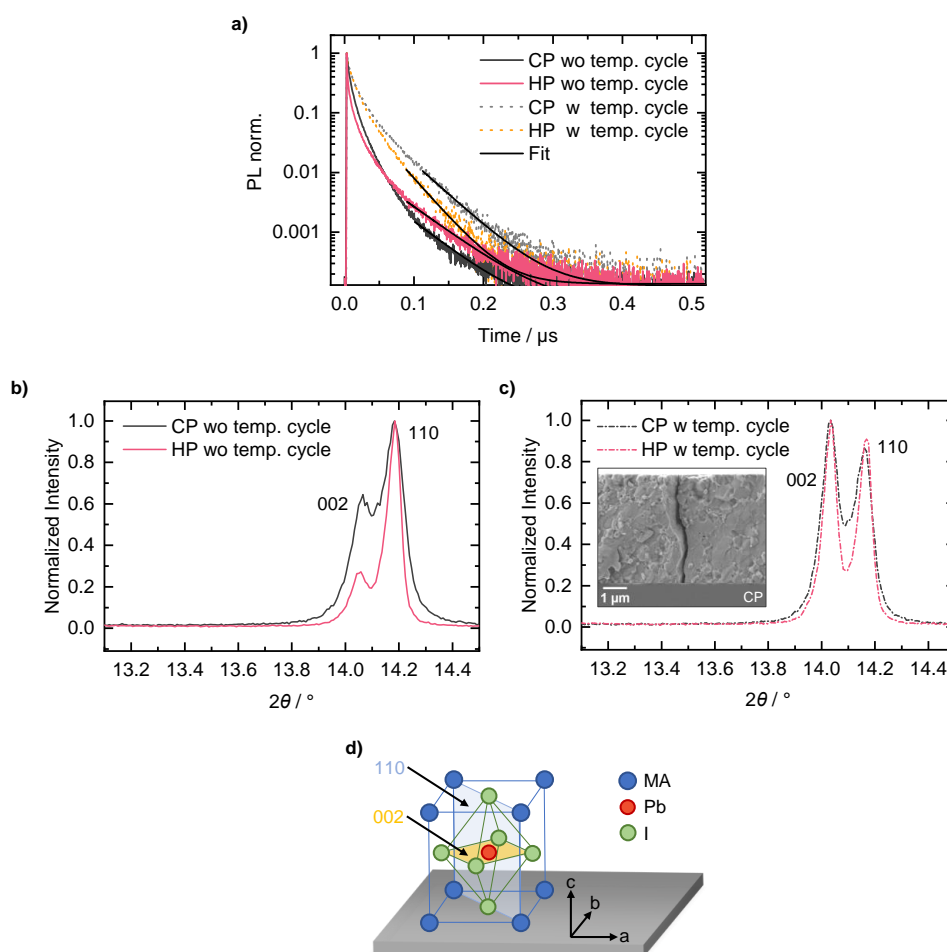 a)
CP wo temp. cycle
HP wo temp. cycle
CP w temp. cycle
HP w temp. cycle
Fit
1
0.1
0.01
0.001
PL norm.
0.0 0.1 0.2 0.3 0.4 0.5
Time / µs
b)
CP wo temp. cycle
HP wo temp. cycle
110
002
1.0
0.8
0.6
0.4
0.2
0.0
Normalized Intensity
13.2 13.4 13.6 13.8 14.0 14.2 14.4
2θ / °
c)
CP w temp. cycle
HP w temp. cycle
110
002
1 µm
CP
1.0
0.8
0.6
0.4
0.2
0.0
Normalized Intensity
13.2 13.4 13.6 13.8 14.0 14.2 14.4
2θ / °
d)
110
002
MA
Pb
I
c
b
a